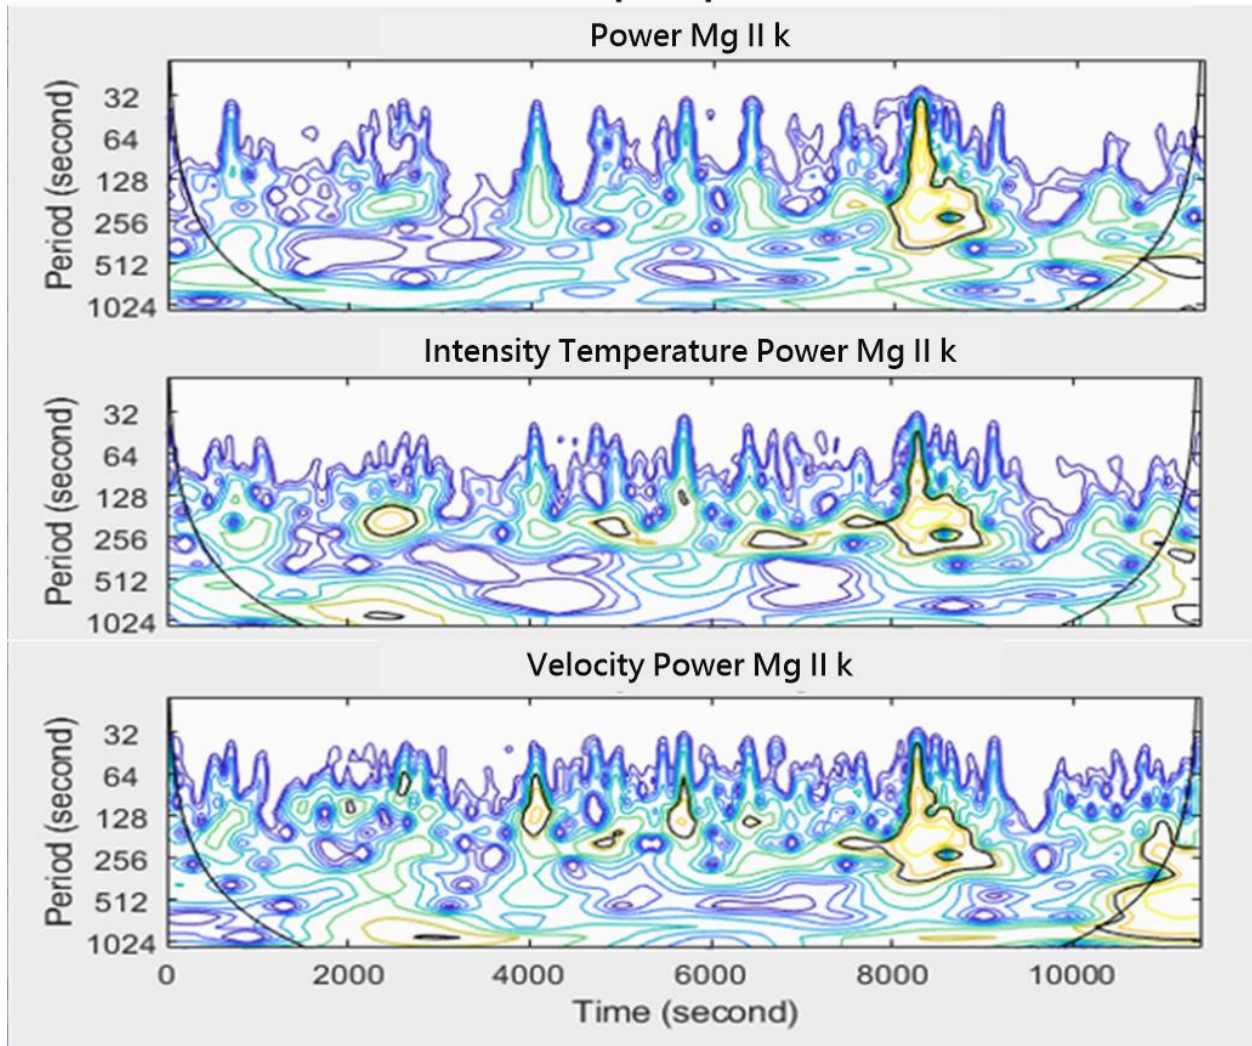 Power Mg II k
Period (second)
32
64
128
256
512
1024
Intensity Temperature Power Mg II k
Period (second)
32
64
128
256
512
1024
Velocity Power Mg II k
Period (second)
32
64
128
256
512
1024
0 2000 4000 6000 8000 10000
Time (second)